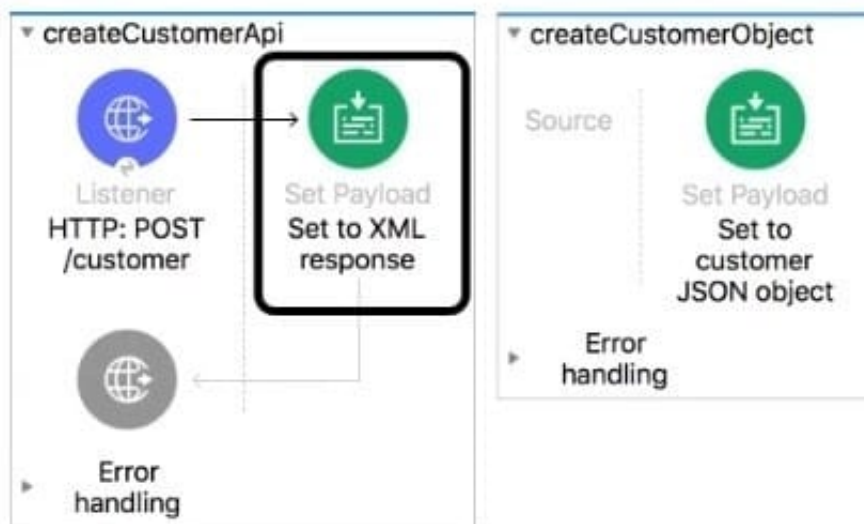 createCustomerApi
Listener
HTTP: POST
/customer
Set Payload
Set to XML
response
Error
handling
createCustomerObject
Source
Set Payload
Set to
customer
JSON object
Error
handling